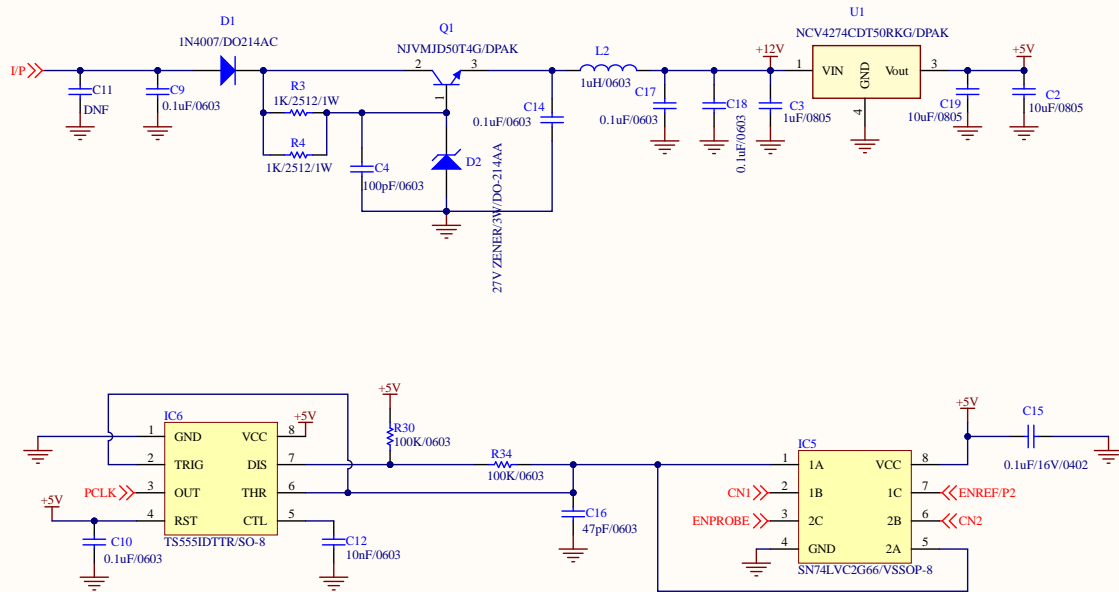 D1
1N4007/DO214AC
Q1
NJVMJD50T4G/DPAK
U1
NCV4274CDT50RKG/DPAK
I/P
2
3
L2
1uH/0603
+12V
1
VIN
GND
Vout
3
4
+5V
C11
DNF
C9
0.1uF/0603
R3
1K/2512/1W
R4
1K/2512/1W
1
C4
100pF/0603
D2
27V ZENER/3W/DO-214AA
C14
0.1uF/0603
C17
0.1uF/0603
C18
0.1uF/0603
C3
1uF/0805
C19
10uF/0805
C2
10uF/0805
IC6
1
GND
VCC
8
+5V
2
TRIG
DIS
7
PCLK
3
OUT
THR
6
+5V
4
RST
CTL
5
TS555IDTTR/SO-8
C10
0.1uF/0603
C12
10nF/0603
+5V
R30
100K/0603
R34
100K/0603
C16
47pF/0603
IC5
1
1A
VCC
8
CN1
2
1B
1C
7
ENREF/P2
ENPROBE
3
2C
2B
6
CN2
4
GND
2A
5
SN74LVC2G66/VSSOP-8
+5V
C15
0.1uF/16V/0402